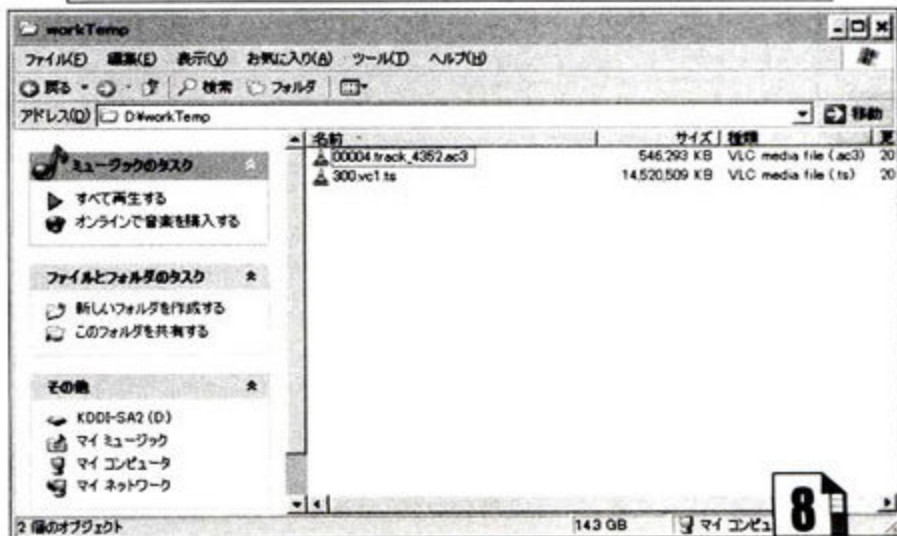 workTemp
ファイル(F) 編集(E) 表示(V) お気に入り(A) ツール(T) ヘルプ(H)
戻る 検索 フォルダ
アドレス(D) D:¥workTemp 移動
名前 サイズ 種類 更
00004.track_4352.ac3 546,293 KB VLC media file (.ac3) 20
300.vc1.ts 14,520,509 KB VLC media file (.ts) 20
ミュージックのタスク
すべて再生する
オンラインで音楽を購入する
ファイルとフォルダのタスク
新しいフォルダを作成する
このフォルダを共有する
その他
KDDI-SA2 (D:)
マイ ミュージック
マイ コンピュータ
マイ ネットワーク
2 個のオブジェクト 14.3 GB マイ コンピュ
8